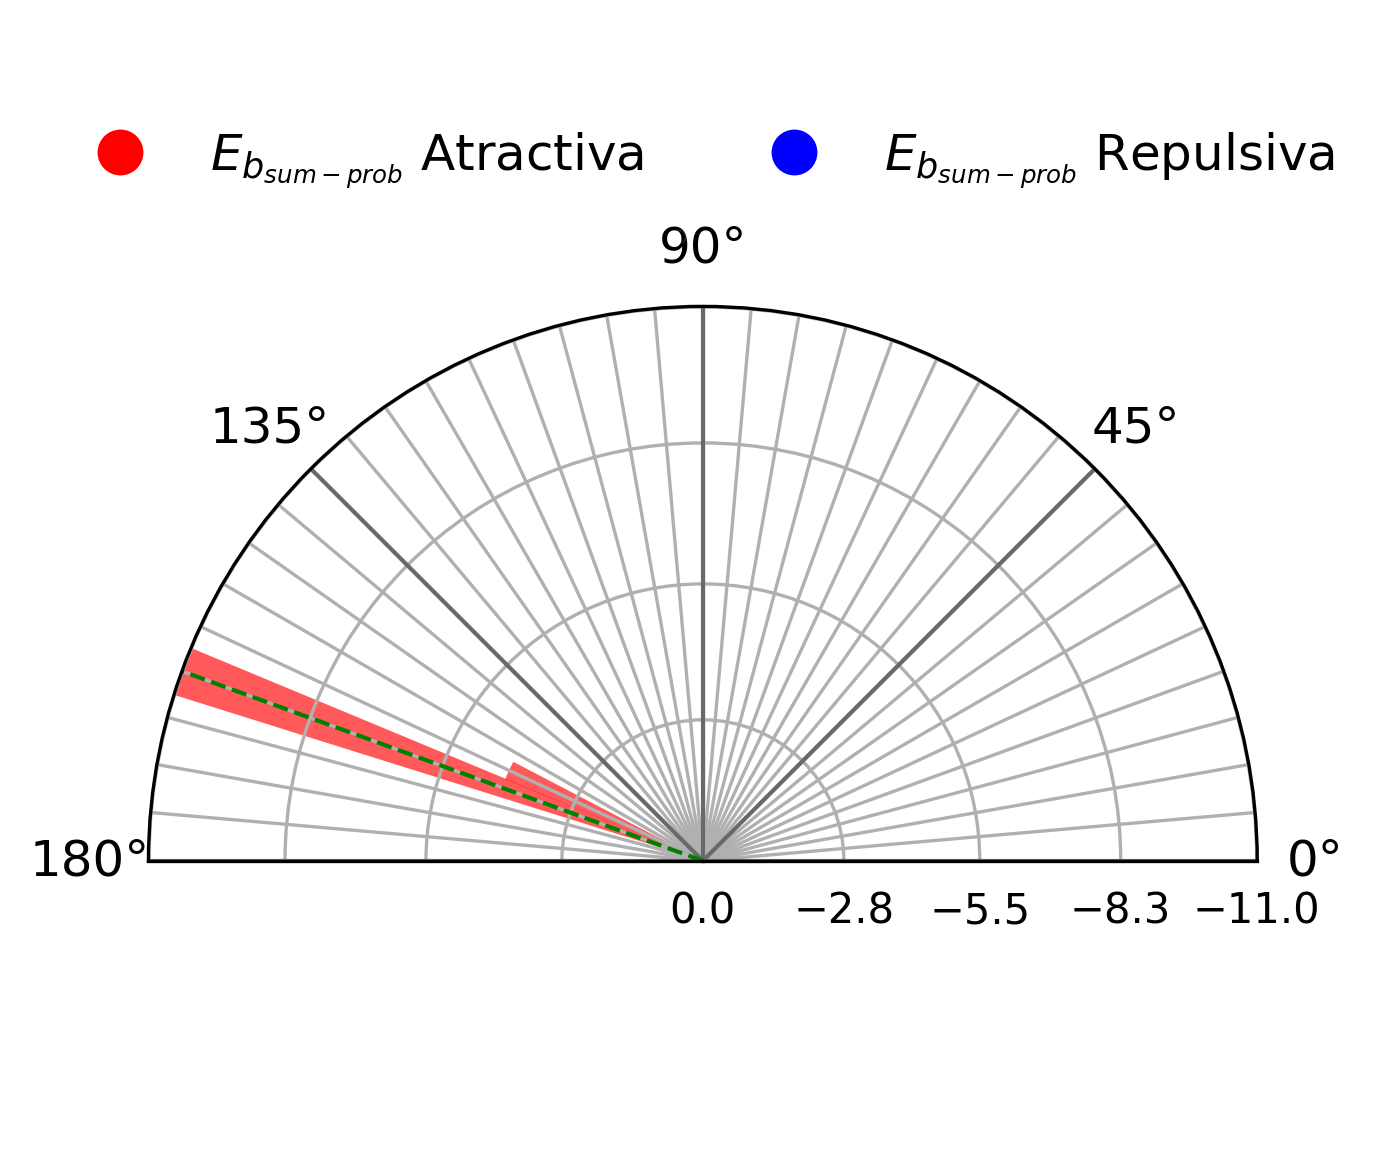 E_{b_{sum-prob}} Atractiva E_{b_{sum-prob}} Repulsiva
90°
135° 45°
180° 0°
0.0 −2.8 −5.5 −8.3 −11.0